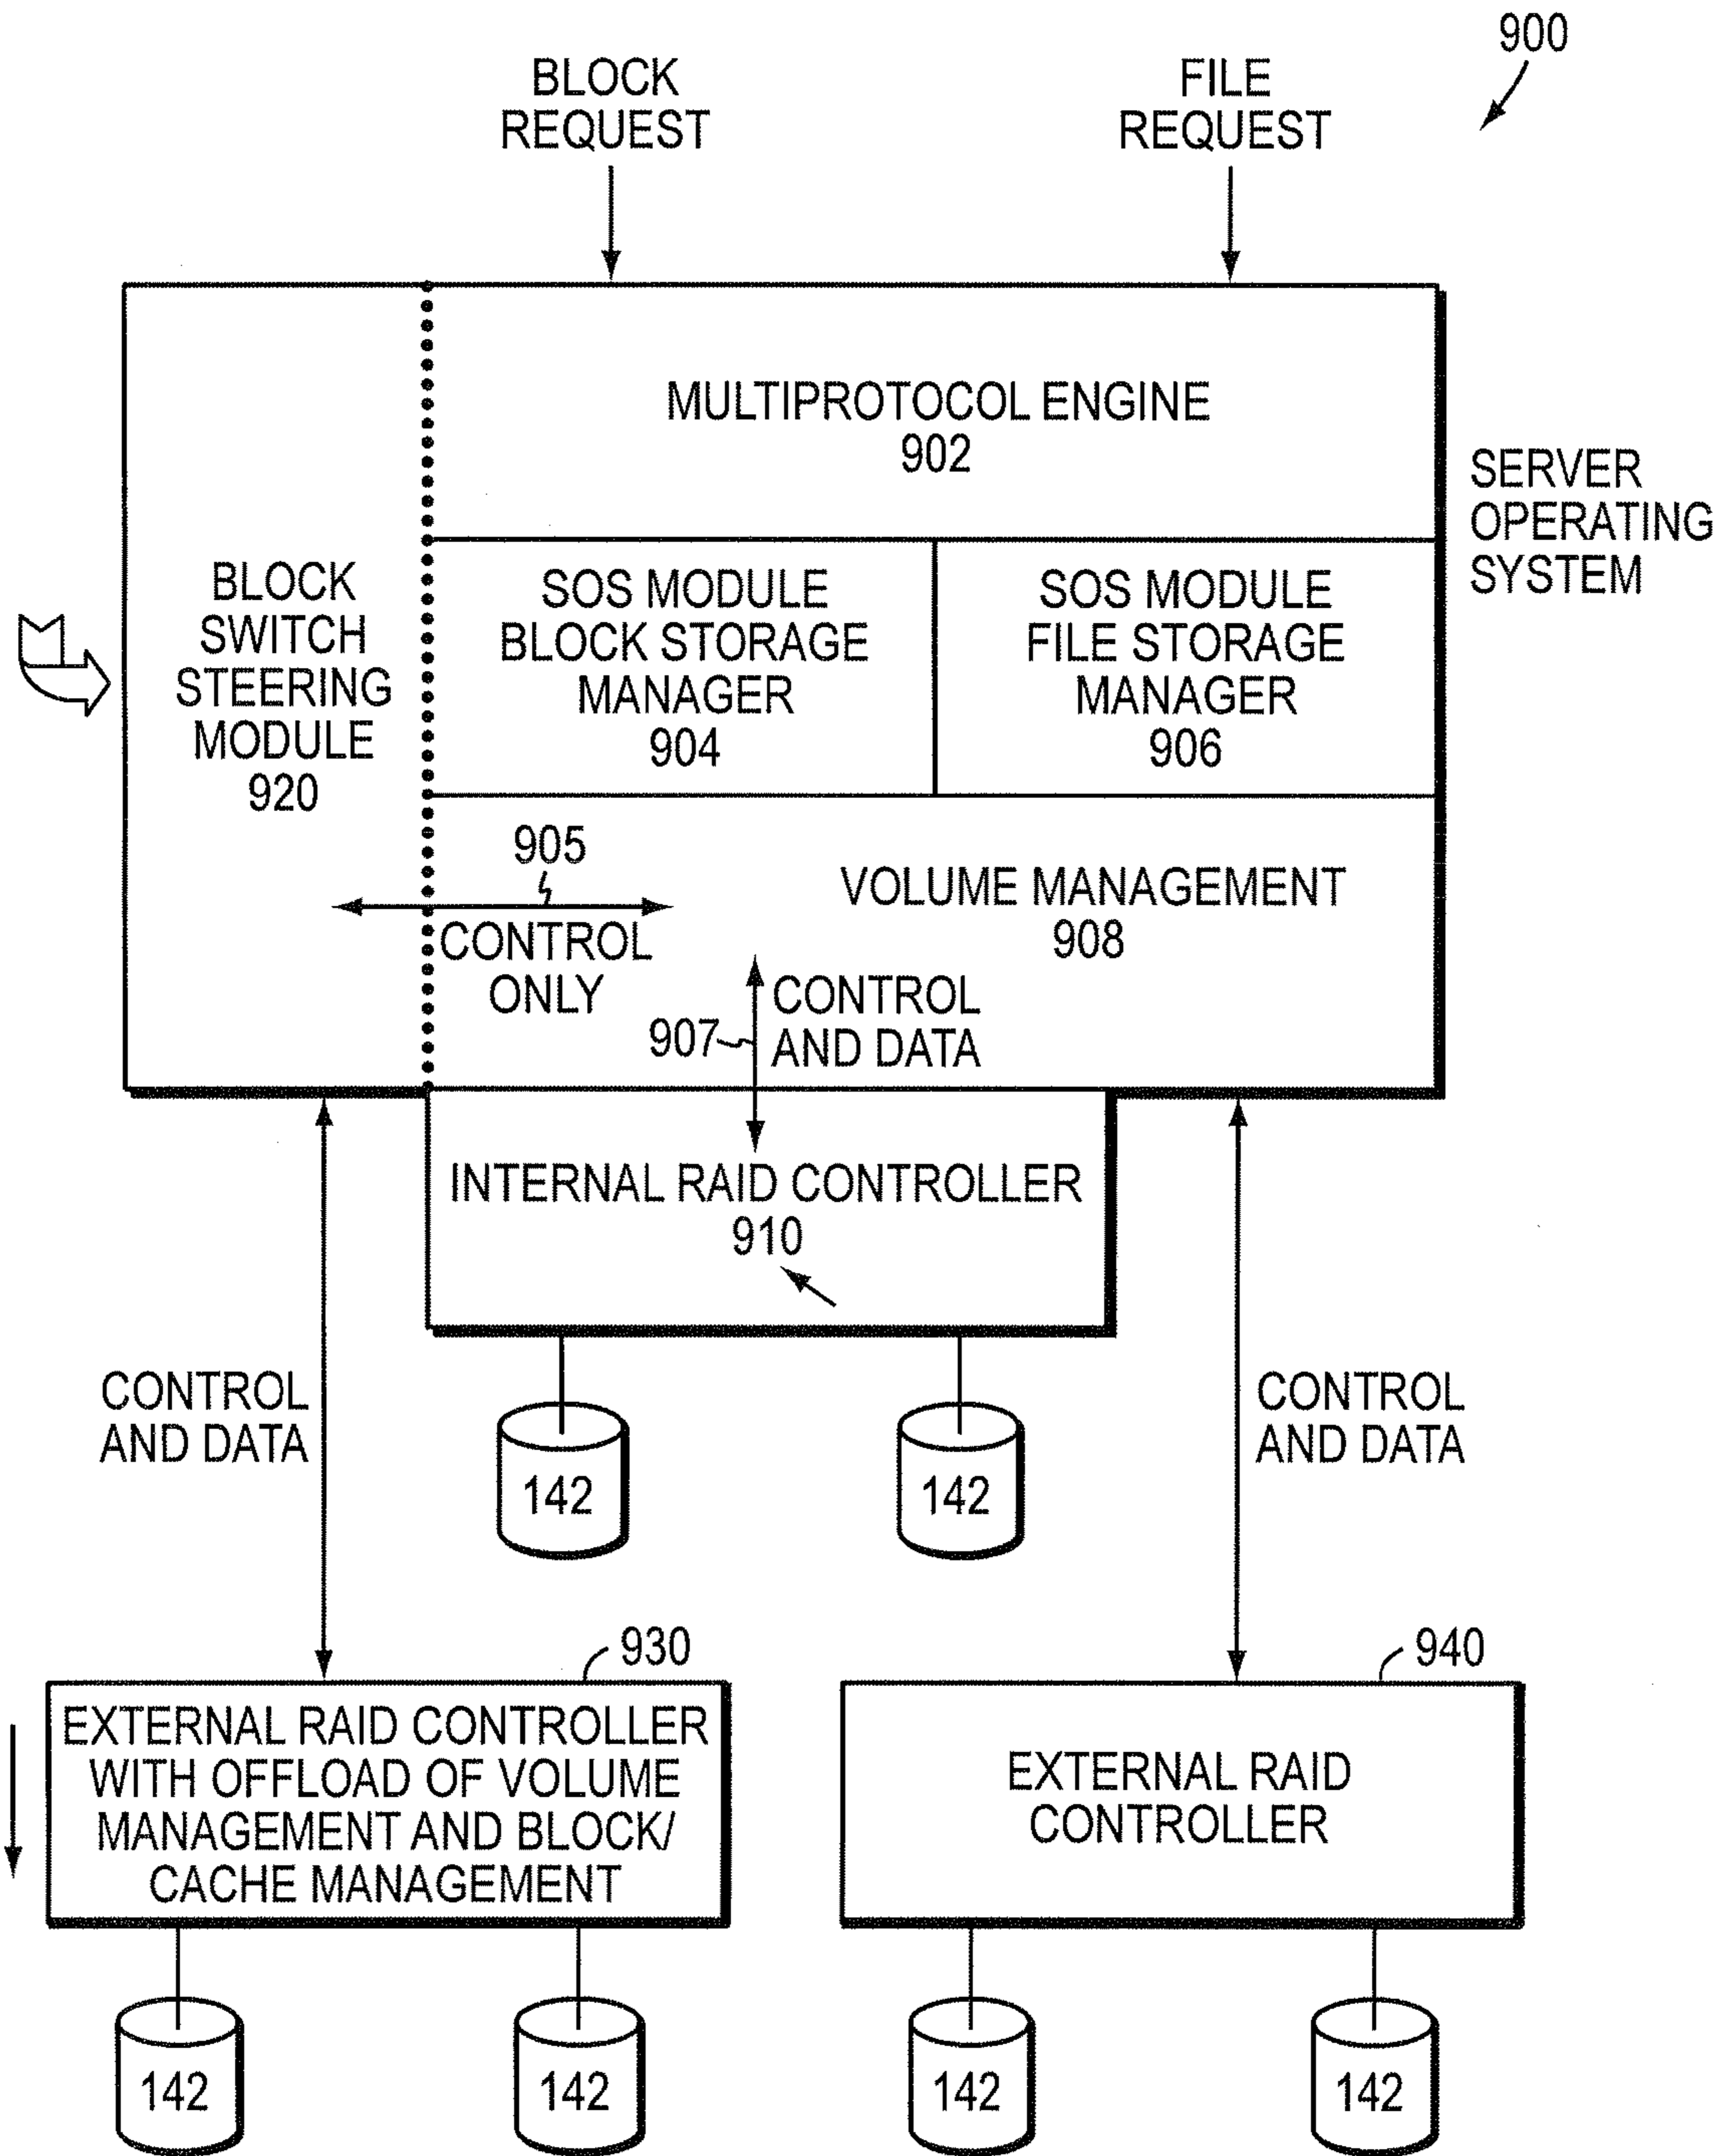 900
BLOCK
REQUEST
FILE
REQUEST
MULTIPROTOCOL ENGINE
902
SERVER
OPERATING
SYSTEM
BLOCK
SWITCH
STEERING
MODULE
920
SOS MODULE
BLOCK STORAGE
MANAGER
904
SOS MODULE
FILE STORAGE
MANAGER
906
905
CONTROL
ONLY
VOLUME MANAGEMENT
908
907
CONTROL
AND DATA
INTERNAL RAID CONTROLLER
910
CONTROL
AND DATA
CONTROL
AND DATA
142
142
930
EXTERNAL RAID CONTROLLER
WITH OFFLOAD OF VOLUME
MANAGEMENT AND BLOCK/
CACHE MANAGEMENT
940
EXTERNAL RAID
CONTROLLER
142
142
142
142